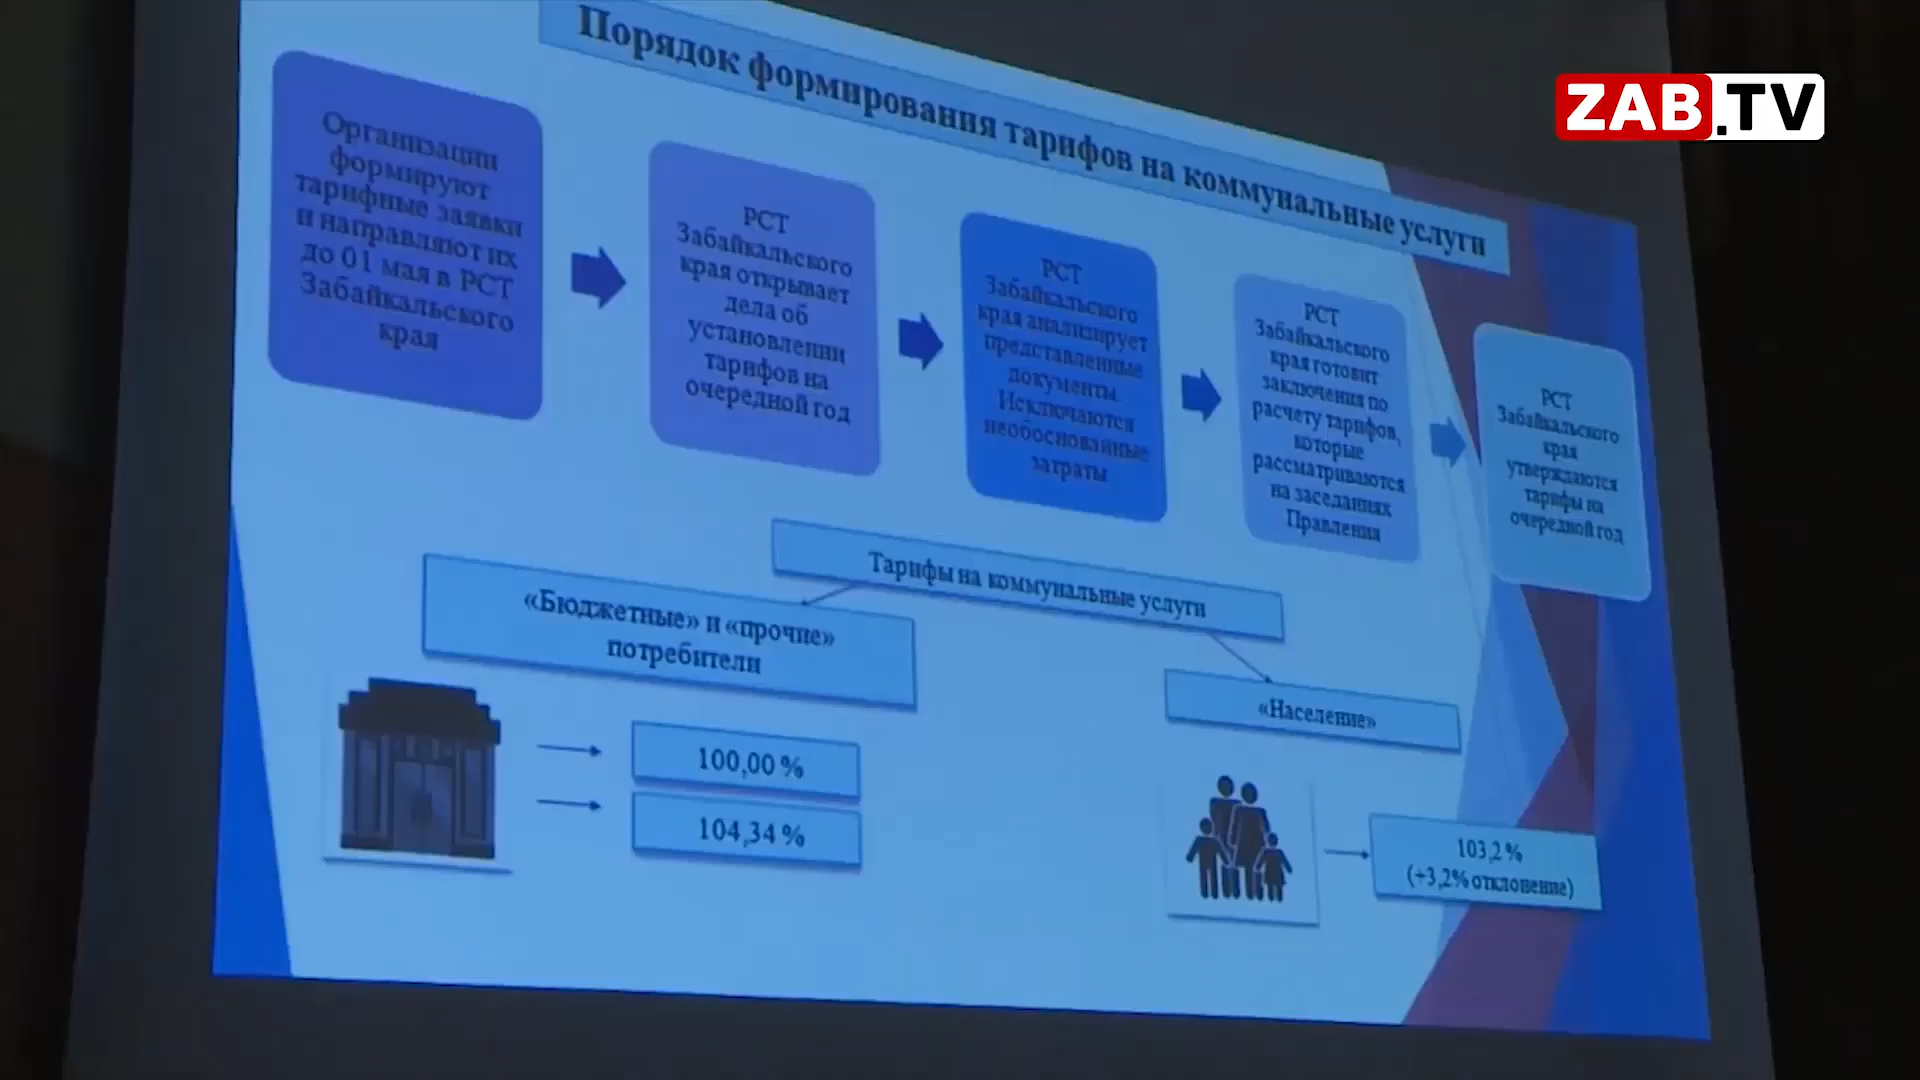 ZAB.TV
Порядок формирования тарифов на коммунальные услуги
Организации
формируют
тарифные заявки
и направляют их
до 01 мая в РСТ
Забайкальского
края
РСТ
Забайкальского
края открывает
дела об
установлении
тарифов на
очередной год
РСТ
Забайкальского
края анализирует
представленные
документы.
Исключаются
необоснованные
затраты
РСТ
Забайкальского
края готовит
заключения по
расчету тарифов,
которые
рассматриваются
на заседаниях
Правления
РСТ
Забайкальского
края
утверждаются
тарифы на
очередной год
Тарифы на коммунальные услуги
«Бюджетные» и «прочие»
потребители
100,00 %
104,34 %
«Население»
103,2 %
(+3,2% отклонение)